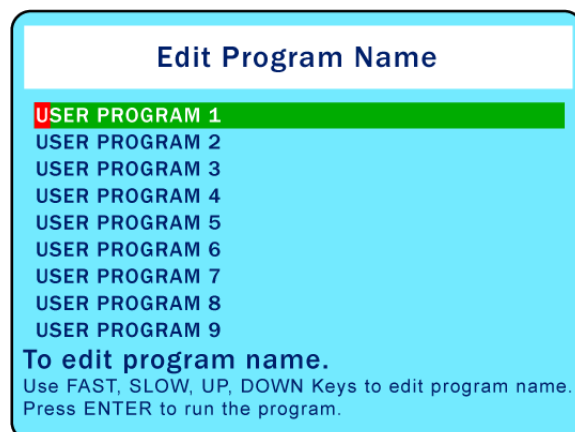 Edit Program Name
USER PROGRAM 1
USER PROGRAM 2
USER PROGRAM 3
USER PROGRAM 4
USER PROGRAM 5
USER PROGRAM 6
USER PROGRAM 7
USER PROGRAM 8
USER PROGRAM 9
To edit program name.
Use FAST, SLOW, UP, DOWN Keys to edit program name.
Press ENTER to run the program.